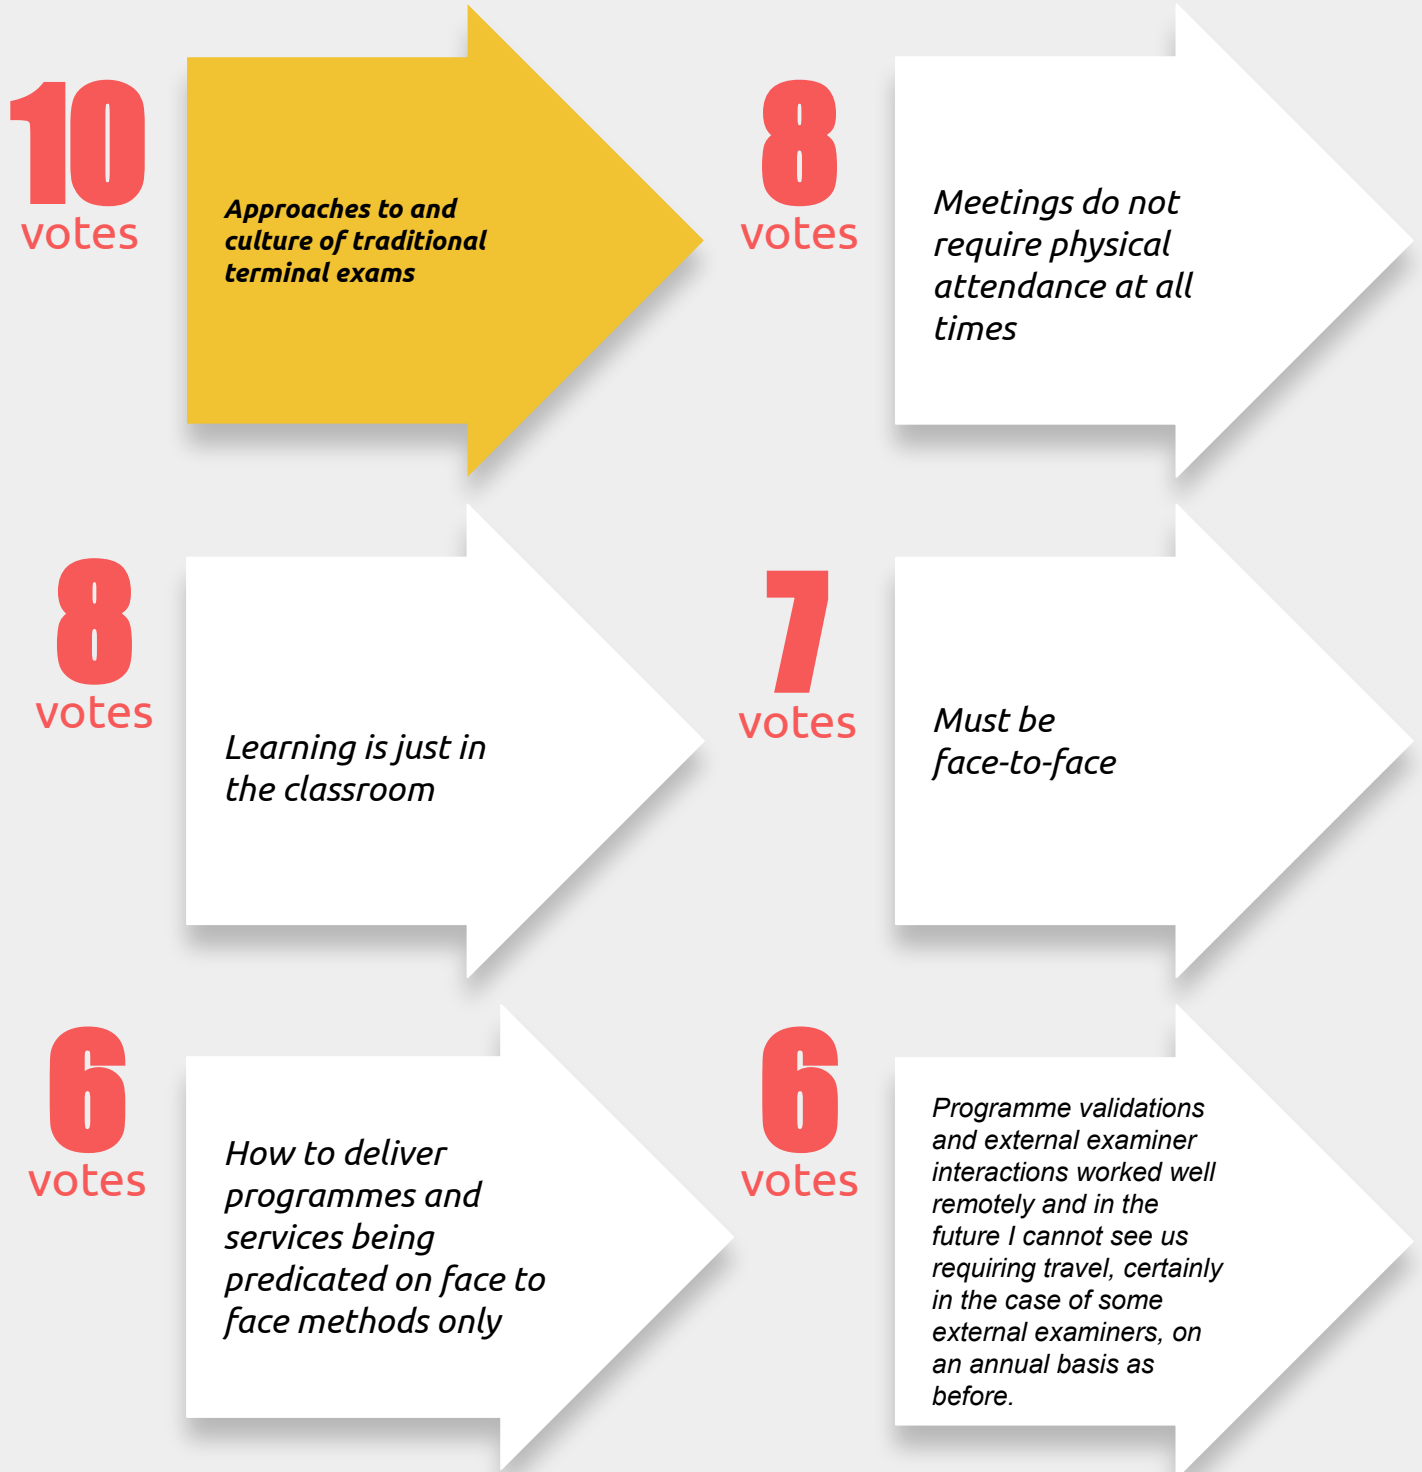 10
votes
Approaches to and
culture of traditional
terminal exams
8
votes
Meetings do not
require physical
attendance at all
times
8
votes
Learning is just in
the classroom
7
votes
Must be
face-to-face
6
votes
How to deliver
programmes and
services being
predicated on face to
face methods only
6
votes
Programme validations
and external examiner
interactions worked well
remotely and in the
future I cannot see us
requiring travel, certainly
in the case of some
external examiners, on
an annual basis as
before.